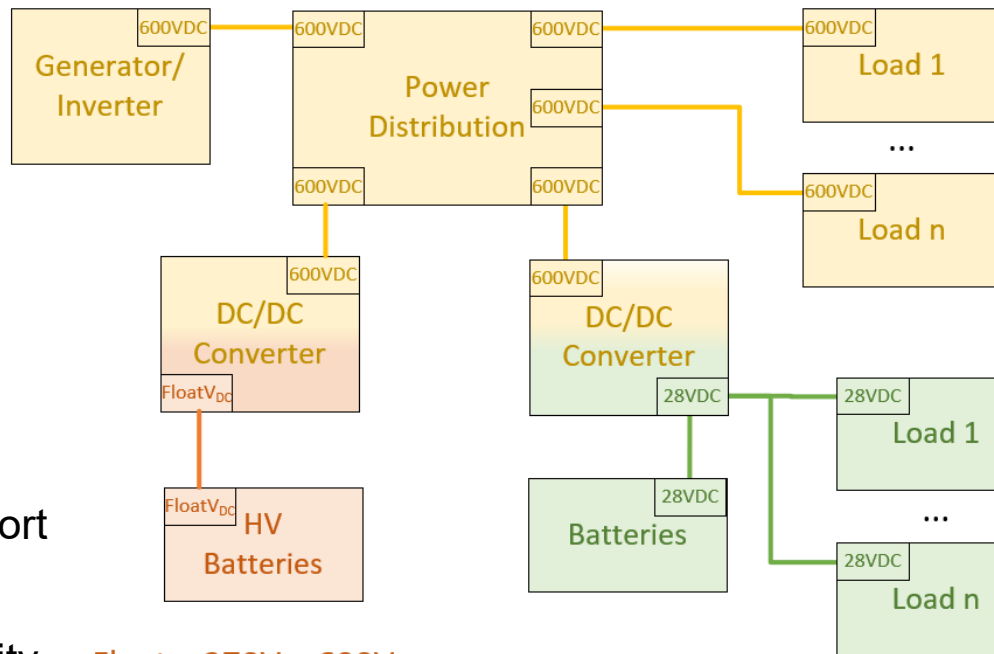 600VDC
Generator/
Inverter
600VDC
600VDC
600VDC
600VDC
600VDC
Power
Distribution
600VDC
Load 1
...
600VDC
Load n
600VDC
DC/DC
Converter
FloatVDC
600VDC
DC/DC
Converter
28VDC
FloatVDC
HV
Batteries
28VDC
Batteries
28VDC
Load 1
...
28VDC
Load n
ort